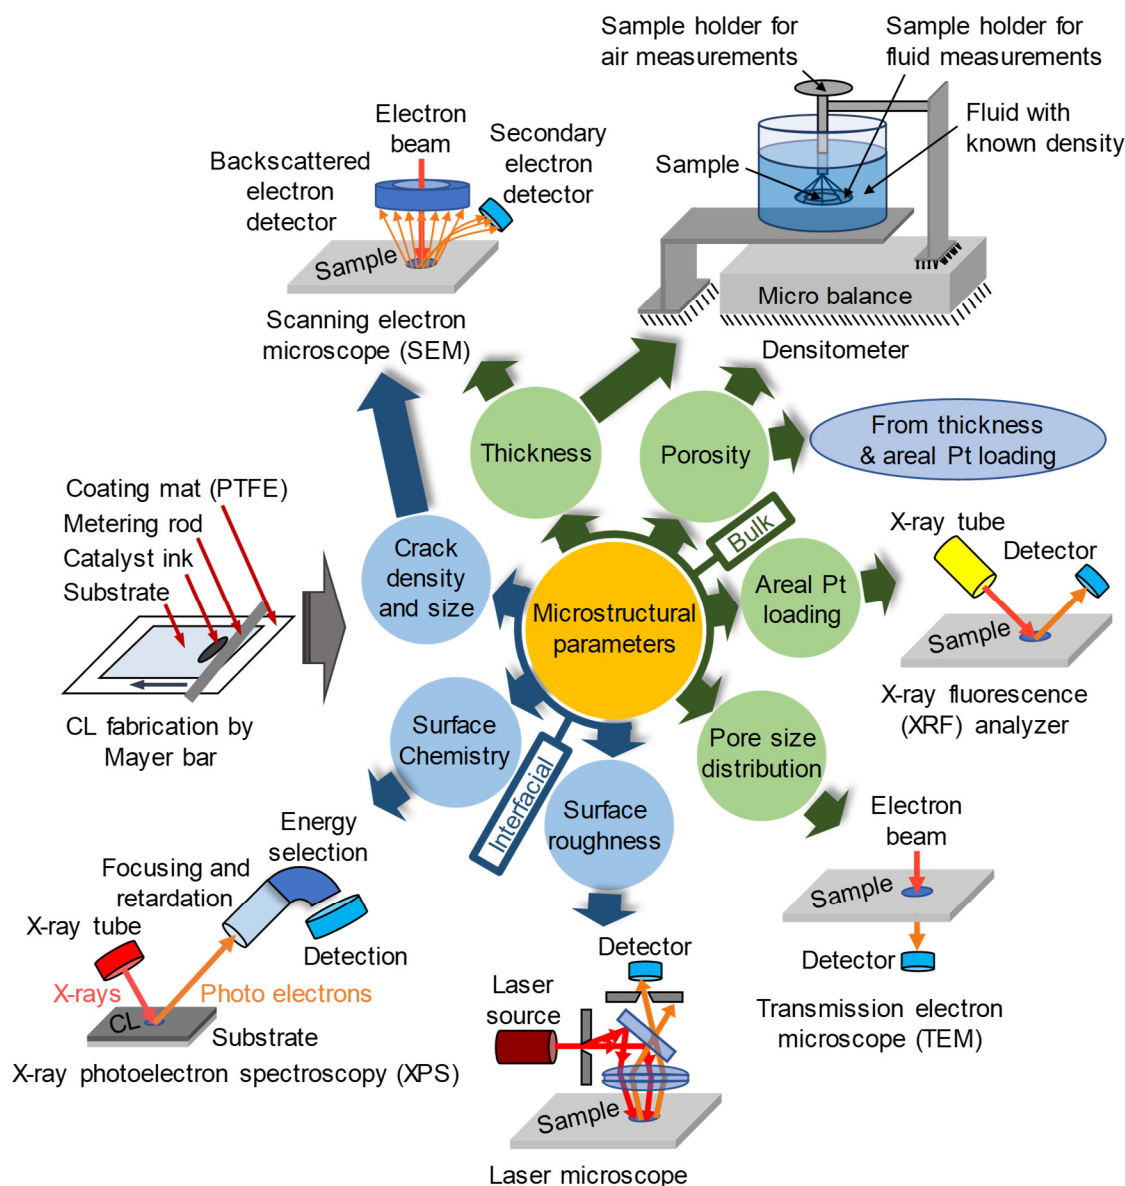 Sample holder for
air measurements
Sample holder for
fluid measurements
Fluid with
known density
Sample
Micro balance
Densitometer
Electron
beam
Secondary
electron
detector
Backscattered
electron
detector
Sample
Scanning electron
microscope (SEM)
Thickness
Porosity
From thickness
& areal Pt loading
Coating mat (PTFE)
Metering rod
Catalyst ink
Substrate
CL fabrication by
Mayer bar
Crack
density
and size
Bulk
Microstructural
parameters
Areal Pt
loading
X-ray tube
Detector
Sample
X-ray fluorescence
(XRF) analyzer
Surface
Chemistry
Interfacial
Surface
roughness
Pore size
distribution
Electron
beam
Sample
Detector
Transmission electron
microscope (TEM)
Energy
selection
Focusing and
retardation
X-ray tube
Detection
X-rays
Photo electrons
CL
Substrate
X-ray photoelectron spectroscopy (XPS)
Detector
Laser
source
Sample
Laser microscope